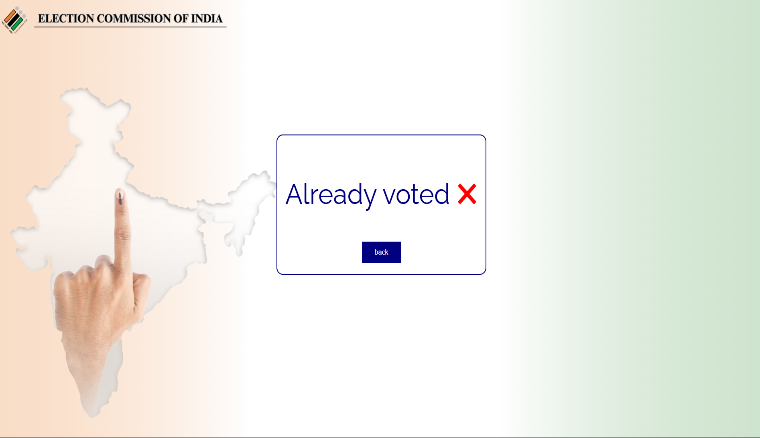 ELECTION COMMISSION OF INDIA
Already voted ❌
back